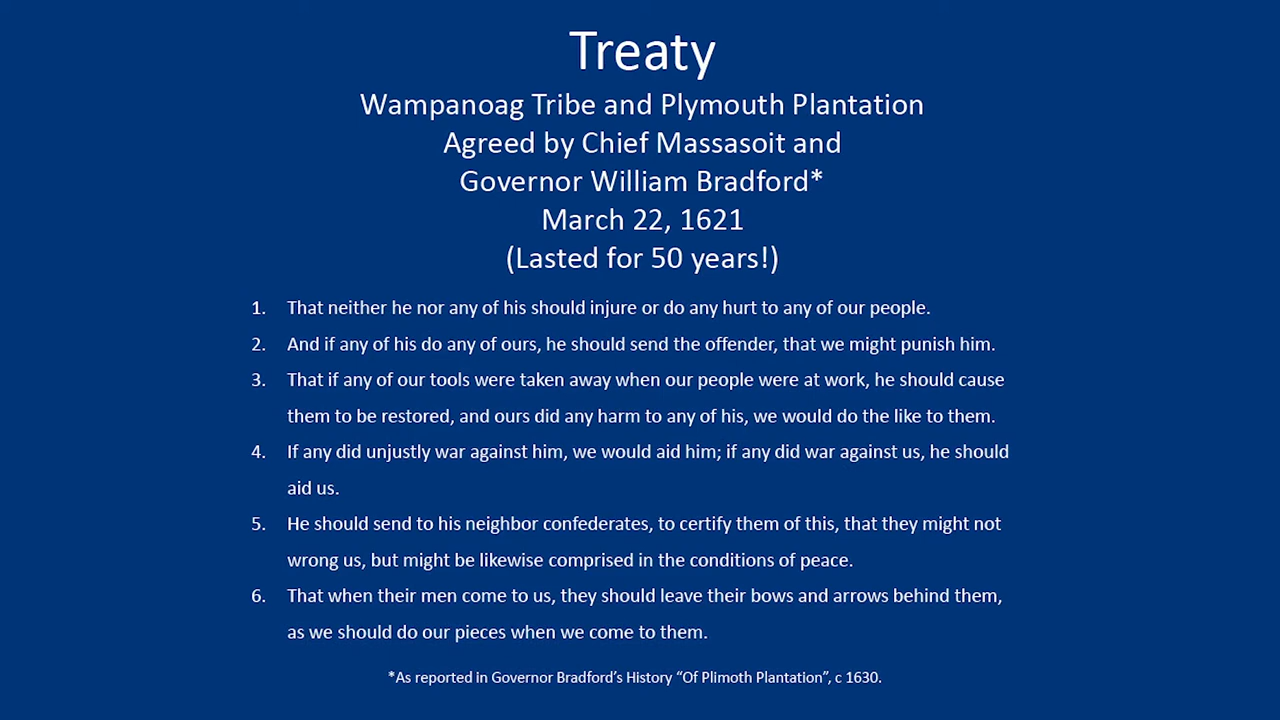 Treaty
Wampanoag Tribe and Plymouth Plantation
Agreed by Chief Massasoit and
Governor William Bradford*
March 22, 1621
(Lasted for 50 years!)
1. That neither he nor any of his should injure or do any hurt to any of our people.
2. And if any of his do any of ours, he should send the offender, that we might punish him.
3. That if any of our tools were taken away when our people were at work, he should cause
them to be restored, and ours did any harm to any of his, we would do the like to them.
4. If any did unjustly war against him, we would aid him; if any did war against us, he should
aid us.
5. He should send to his neighbor confederates, to certify them of this, that they might not
wrong us, but might be likewise comprised in the conditions of peace.
6. That when their men come to us, they should leave their bows and arrows behind them,
as we should do our pieces when we come to them.
*As reported in Governor Bradford's History “Of Plimoth Plantation”, c 1630.